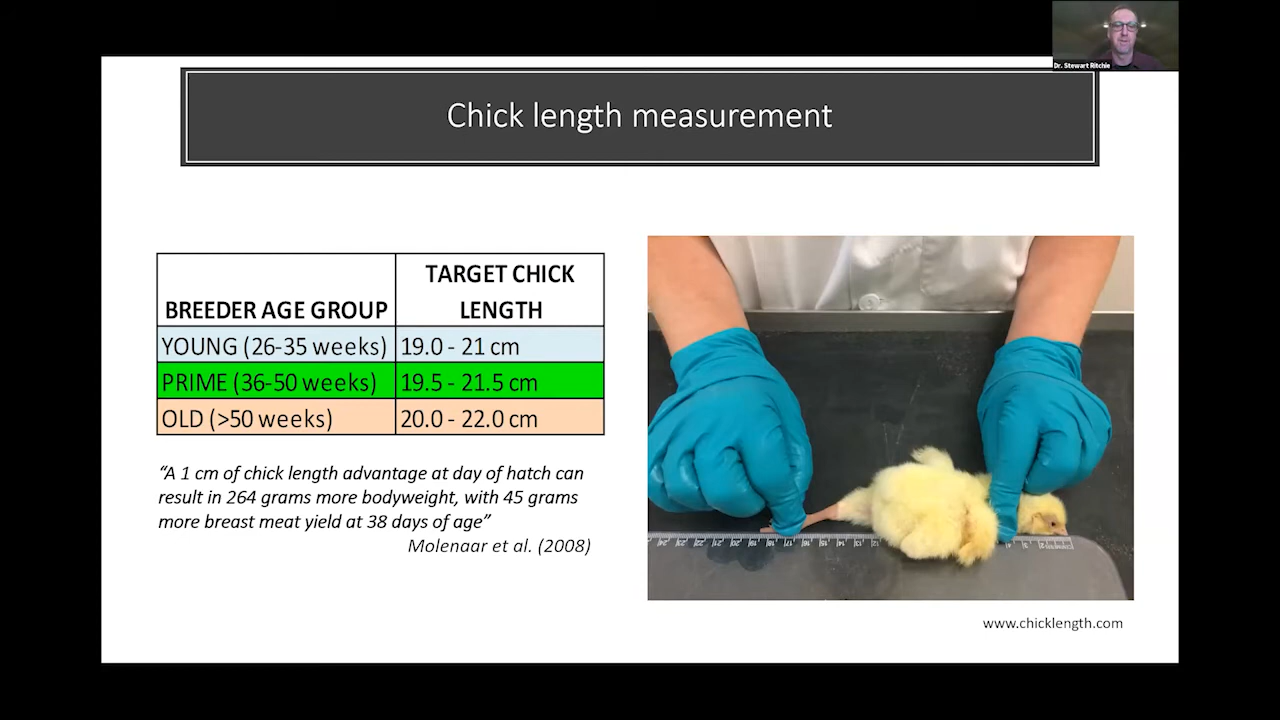 Dr. Stewart Ritchie
Chick length measurement
BREEDER AGE GROUP
TARGET CHICK
LENGTH
YOUNG (26-35 weeks)
19.0 - 21 cm
PRIME (36-50 weeks)
19.5 - 21.5 cm
OLD (>50 weeks)
20.0 - 22.0 cm
“A 1 cm of chick length advantage at day of hatch can
result in 264 grams more bodyweight, with 45 grams
more breast meat yield at 38 days of age”
Molenaar et al. (2008)
www.chicklength.com